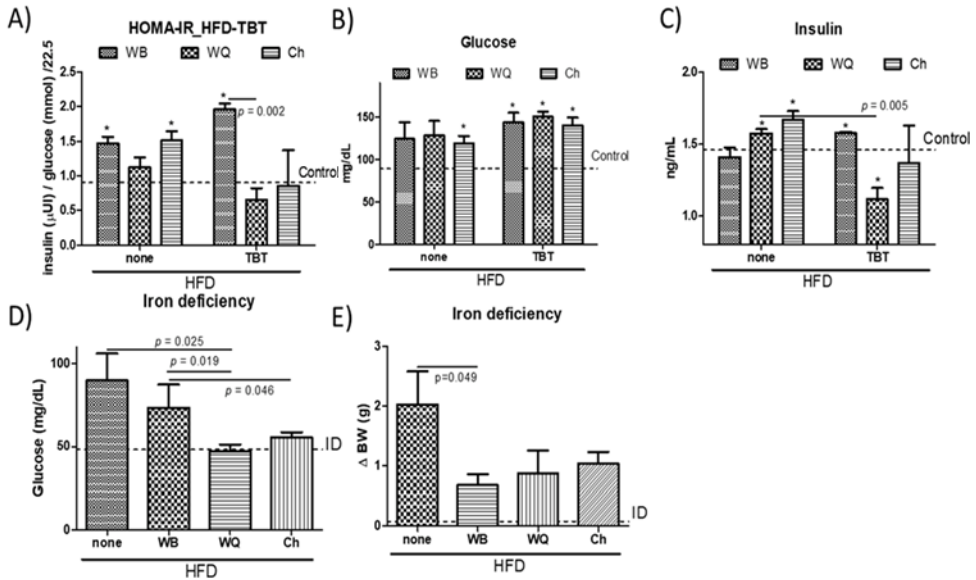 A)
HOMA-IR_HFD-TBT
WB WQ Ch
insulin (µUI) / glucose (mmol) /22.5
2.5
2.0
1.5
1.0
0.5
0.0
*
*
*
p = 0.002
Control
none TBT
HFD
B)
Glucose
WB WQ Ch
mg/dL
150
100
50
0
*
*
*
*
Control
none TBT
HFD
C)
Insulin
WB WQ Ch
ng/mL
2.0
1.5
1.0
*
*
*
*
p = 0.005
Control
none TBT
HFD
D)
Iron deficiency
Glucose (mg/dL)
100
50
0
p = 0.025
p = 0.019
p = 0.046
ID
none WB WQ Ch
HFD
E)
Iron deficiency
Δ BW (g)
3
2
1
0
p=0.049
ID
none WB WQ Ch
HFD